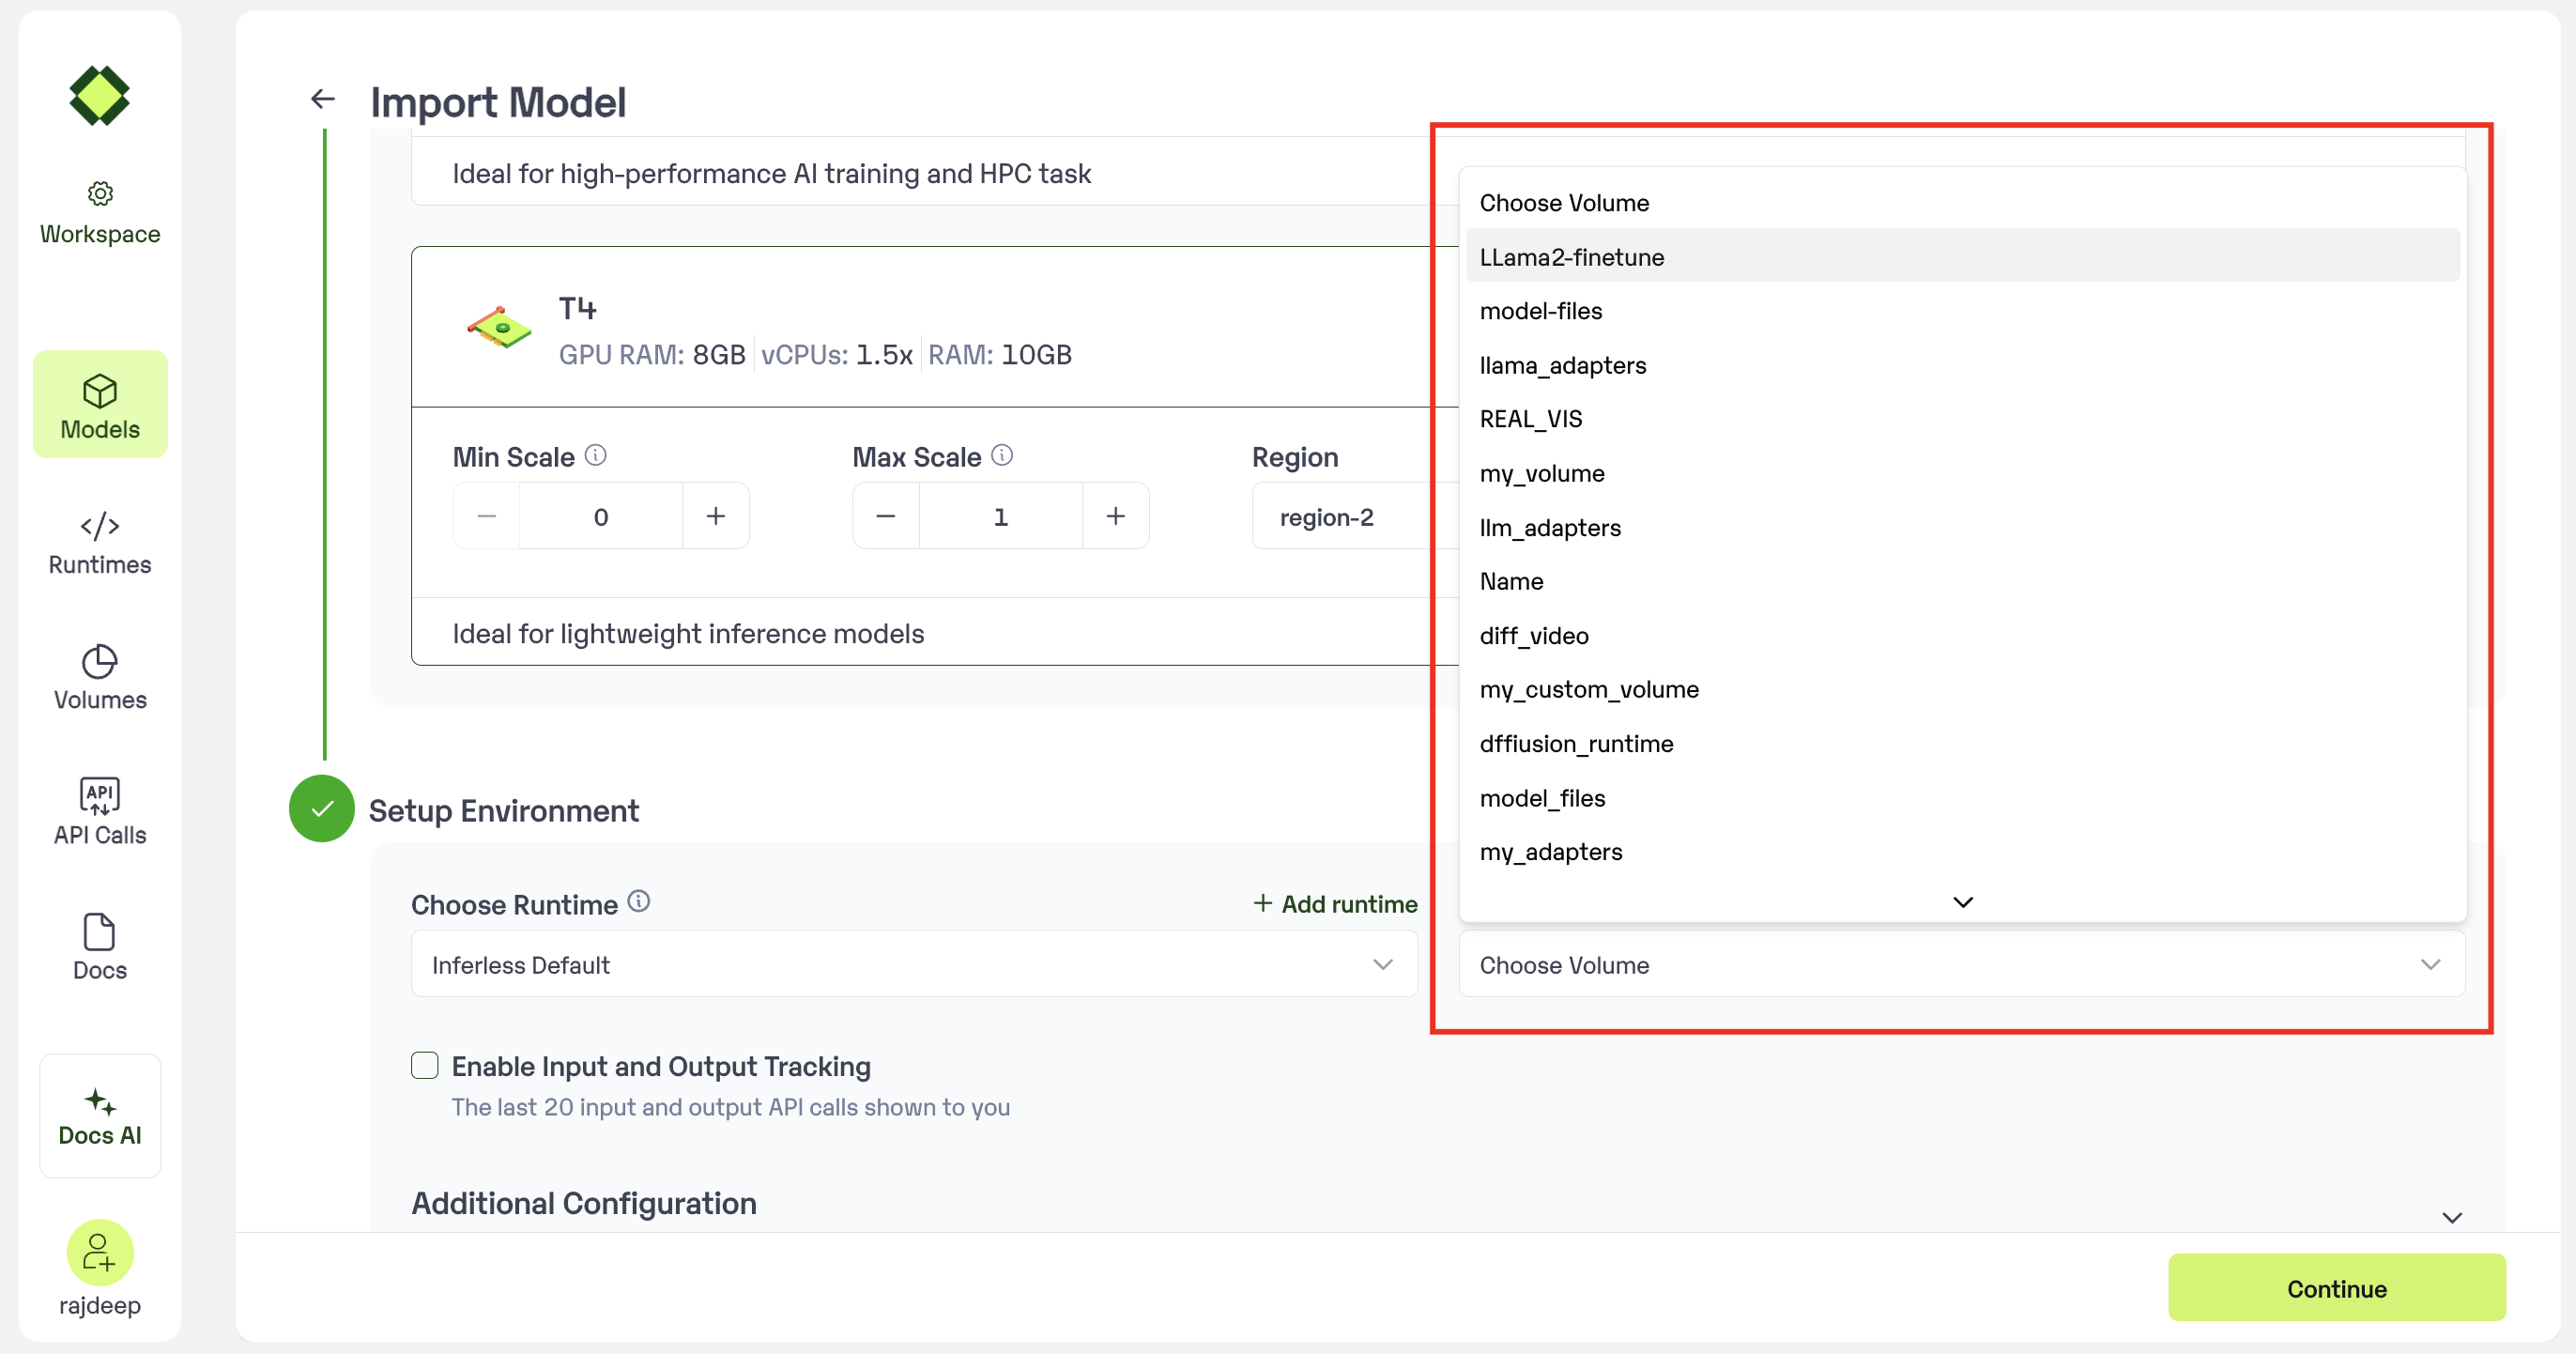 Import Model
Workspace
Models
Runtimes
Volumes
API
API Calls
Docs
Docs AI
rajdeep
Ideal for high-performance AI training and HPC task
T4
GPU RAM: 8GB vCPUs: 1.5x RAM: 10GB
Min Scale
Max Scale
Region
0
1
region-2
Ideal for lightweight inference models
Setup Environment
Choose Runtime
+ Add runtime
Inferless Default
Choose Volume
LLama2-finetune
model-files
llama_adapters
REAL_VIS
my_volume
llm_adapters
Name
diff_video
my_custom_volume
dffiusion_runtime
model_files
my_adapters
Choose Volume
Enable Input and Output Tracking
The last 20 input and output API calls shown to you
Additional Configuration
Continue